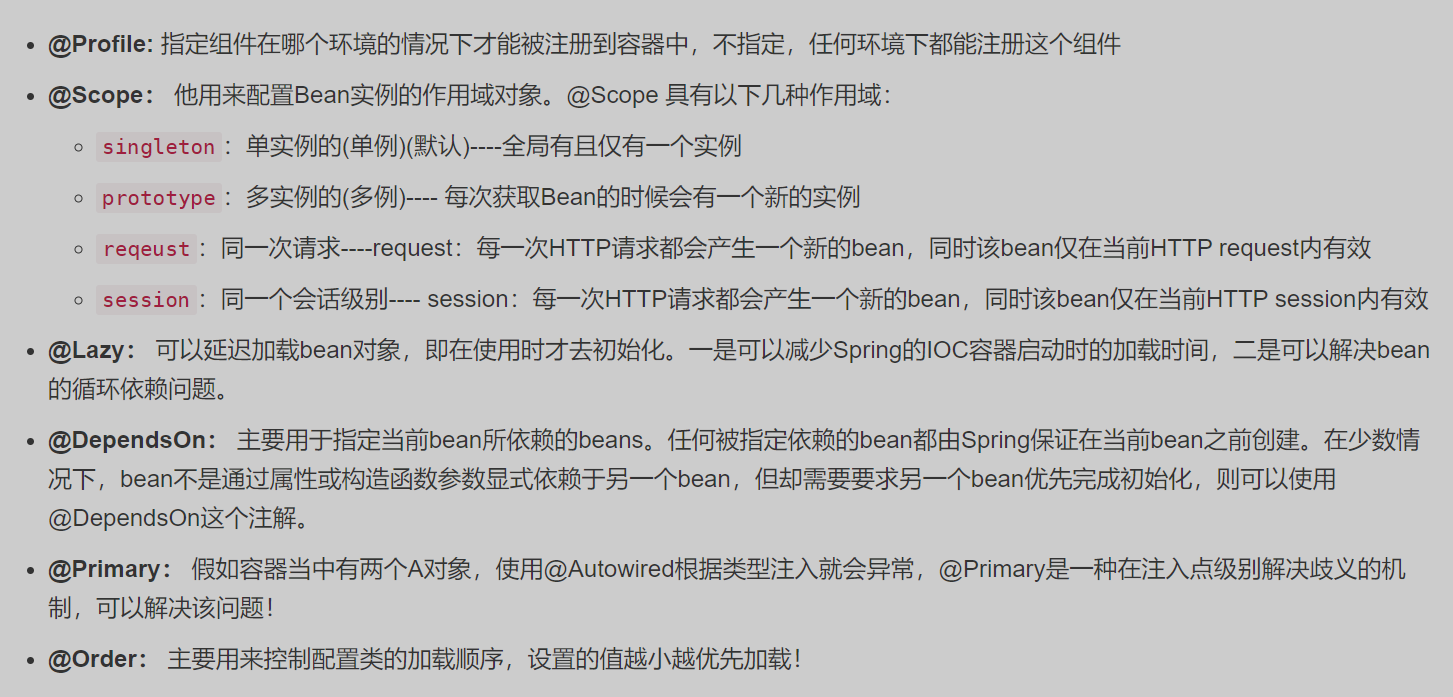 @Profile: 指定组件在哪个环境的情况下才能被注册到容器中，不指定，任何环境下都能注册这个组件
@Scope： 他用来配置Bean实例的作用域对象。@Scope 具有以下几种作用域：
singleton：单实例的(单例)(默认)----全局有且仅有一个实例
prototype：多实例的(多例)---- 每次获取Bean的时候会有一个新的实例
reqeust：同一次请求----request：每一次HTTP请求都会产生一个新的bean，同时该bean仅在当前HTTP request内有效
session：同一个会话级别---- session：每一次HTTP请求都会产生一个新的bean，同时该bean仅在当前HTTP session内有效
@Lazy： 可以延迟加载bean对象，即在使用时才去初始化。一是可以减少Spring的IOC容器启动时的加载时间，二是可以解决bean
的循环依赖问题。
@DependsOn： 主要用于指定当前bean所依赖的beans。任何被指定依赖的bean都由Spring保证在当前bean之前创建。在少数情
况下，bean不是通过属性或构造函数参数显式依赖于另一个bean，但却需要要求另一个bean优先完成初始化，则可以使用
@DependsOn这个注解。
@Primary： 假如容器当中有两个A对象，使用@Autowired根据类型注入就会异常，@Primary是一种在注入点级别解决歧义的机
制，可以解决该问题！
@Order： 主要用来控制配置类的加载顺序，设置的值越小越优先加载！